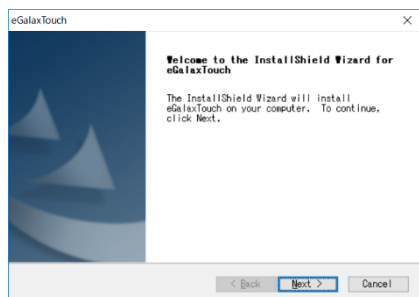 eGalaxTouch
Welcome to the InstallShield Wizard for
eGalaxTouch
The InstallShield Wizard will install
eGalaxTouch on your computer. To continue,
click Next.
< Back Next > Cancel